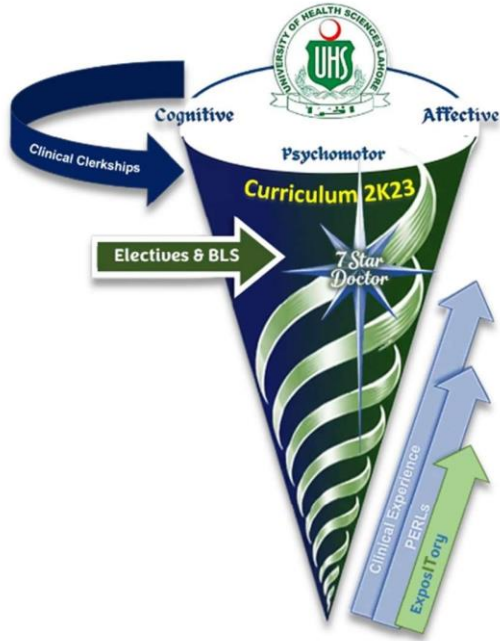 UNIVERSITY OF HEALTH SCIENCES LAHORE
UHS
اقرأ
Cognitive
Affective
Clinical Clerkships
Psychomotor
Curriculum 2K23
Electives & BLS
7 Star
Doctor
Clinical Experience
PERLs
ExposITory